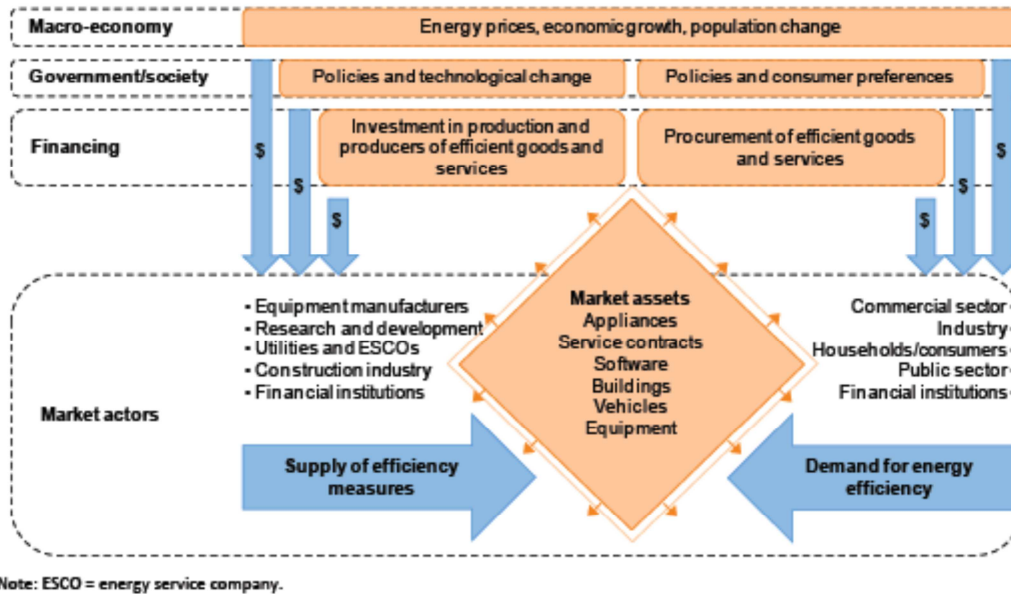 Macro-economy
Energy prices, economic growth, population change
Government/society
Policies and technological change
Policies and consumer preferences
Financing
Investment in production and
producers of efficient goods and
services
Procurement of efficient goods
and services
$
$
$
$
$
$
Market actors
- Equipment manufacturers
- Research and development
- Utilities and ESCOs
- Construction industry
- Financial institutions
Market assets
Appliances
Service contracts
Software
Buildings
Vehicles
Equipment
Commercial sector-
Industry-
Households/consumers-
Public sector-
Financial institutions-
Supply of efficiency
measures
Demand for energy
efficiency
Note: ESCO = energy service company.